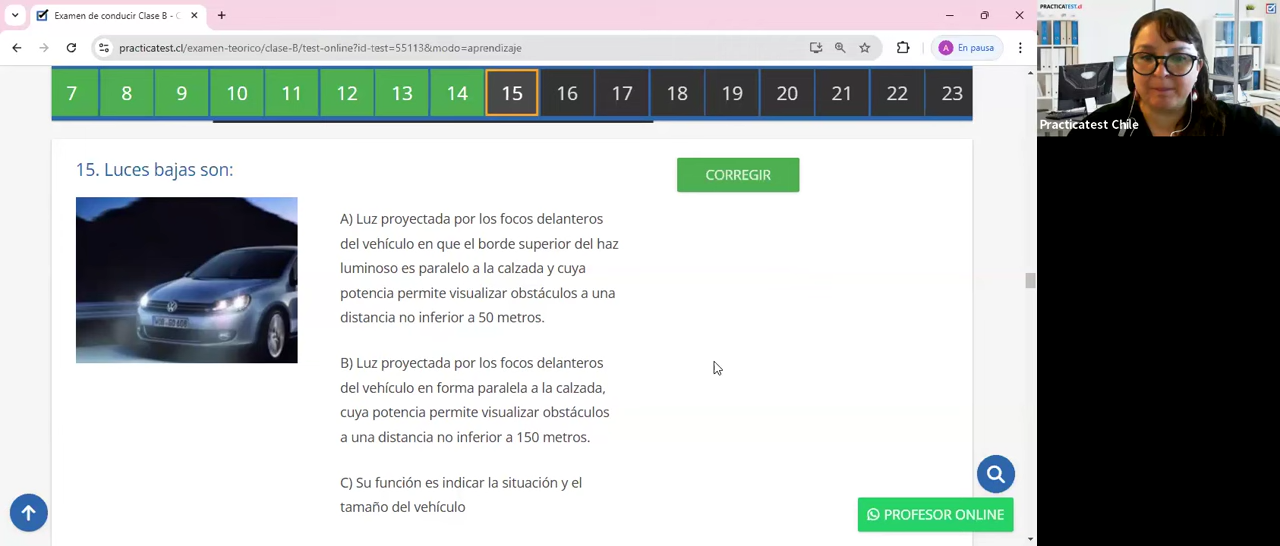 Examen de conducir Clase B - C
practicatest.cl/examen-teorico/clase-B/test-online?id-test=55113&modo=aprendizaje
A
En pausa
PRACTICATEST.cl
7 8 9 10 11 12 13 14 15 16 17 18 19 20 21 22 23
Practicatest Chile
15. Luces bajas son:
CORREGIR
A) Luz proyectada por los focos delanteros
del vehículo en que el borde superior del haz
luminoso es paralelo a la calzada y cuya
potencia permite visualizar obstáculos a una
distancia no inferior a 50 metros.
B) Luz proyectada por los focos delanteros
del vehículo en forma paralela a la calzada,
cuya potencia permite visualizar obstáculos
a una distancia no inferior a 150 metros.
C) Su función es indicar la situación y el
tamaño del vehículo
PROFESOR ONLINE